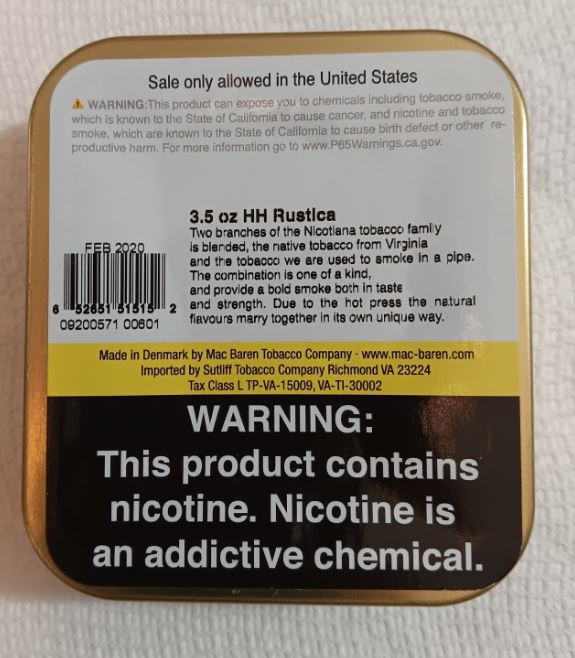 Sale only allowed in the United States
⚠ WARNING:This product can expose you to chemicals including tobacco smoke,
which is known to the State of California to cause cancer, and nicotine and tobacco
smoke, which are known to the State of California to cause birth defect or other re-
productive harm. For more information go to www.P65Warnings.ca.gov.
3.5 oz HH Rustica
Two branches of the Nicotiana tobacco family
is blended, the native tobacco from Virginia
and the tobacco we are used to smoke in a pipe.
The combination is one of a kind,
and provide a bold smoke both in taste
and strength. Due to the hot press the natural
flavours marry together in its own unique way.
FEB 2020
6 52651 51515 2
09200571 00601
Made in Denmark by Mac Baren Tobacco Company · www.mac-baren.com
Imported by Sutliff Tobacco Company Richmond VA 23224
Tax Class L TP-VA-15009, VA-TI-30002
WARNING:
This product contains
nicotine. Nicotine is
an addictive chemical.